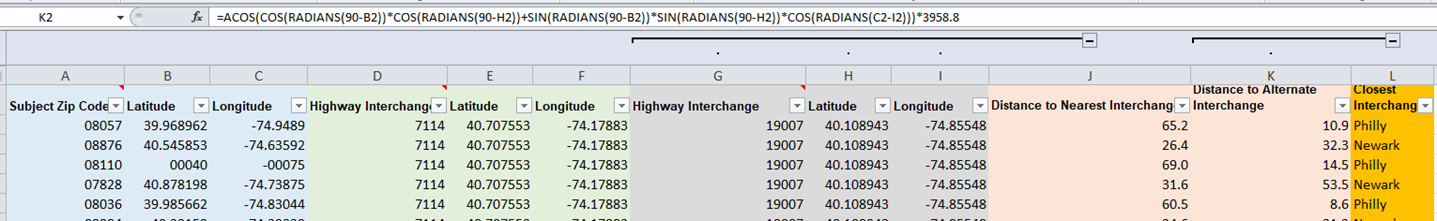 K2 fx =ACOS(COS(RADIANS(90-B2))*COS(RADIANS(90-H2))+SIN(RADIANS(90-B2))*SIN(RADIANS(90-H2))*COS(RADIANS(C2-I2)))*3958.8
A B C D E F G H I J K L
Subject Zip Code Latitude Longitude Highway Interchang Latitude Longitude Highway Interchange Latitude Longitude Distance to Nearest Interchang Distance to Alternate Interchange Closest Interchang
08057 39.968962 -74.9489 7114 40.707553 -74.17883 19007 40.108943 -74.85548 65.2 10.9 Philly
08876 40.545853 -74.63592 7114 40.707553 -74.17883 19007 40.108943 -74.85548 26.4 32.3 Newark
08110 00040 -00075 7114 40.707553 -74.17883 19007 40.108943 -74.85548 69.0 14.5 Philly
07828 40.878198 -74.73875 7114 40.707553 -74.17883 19007 40.108943 -74.85548 31.6 53.5 Newark
08036 39.985662 -74.83044 7114 40.707553 -74.17883 19007 40.108943 -74.85548 60.5 8.6 Philly